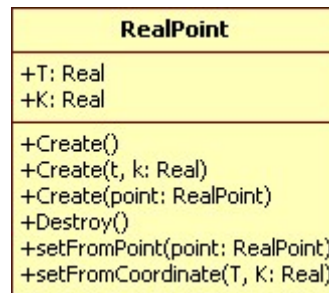 RealPoint
+T: Real
+K: Real
+Create()
+Create(t, k: Real)
+Create(point: RealPoint)
+Destroy()
+setFromPoint(point: RealPoint)
+setFromCoordinate(T, K: Real)